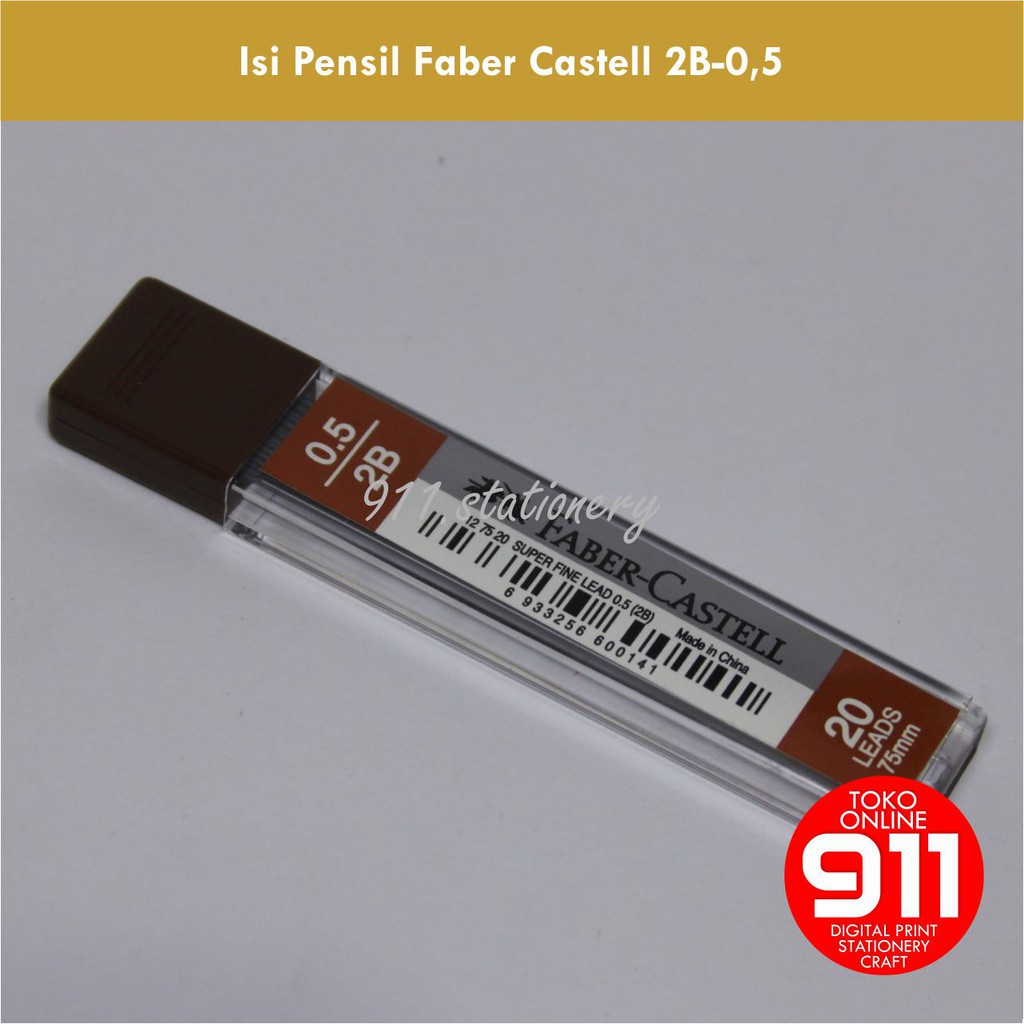 Isi Pensil Faber Castell 2B-0,5
0.5
2B
911 stationery
FABER-CASTELL
12 75 20 SUPER FINE LEAD 0.5 (2B)
Made in China
6 933256 600141
20
LEADS
75mm
TOKO
ONLINE
911
DIGITAL PRINT
STATIONERY
CRAFT